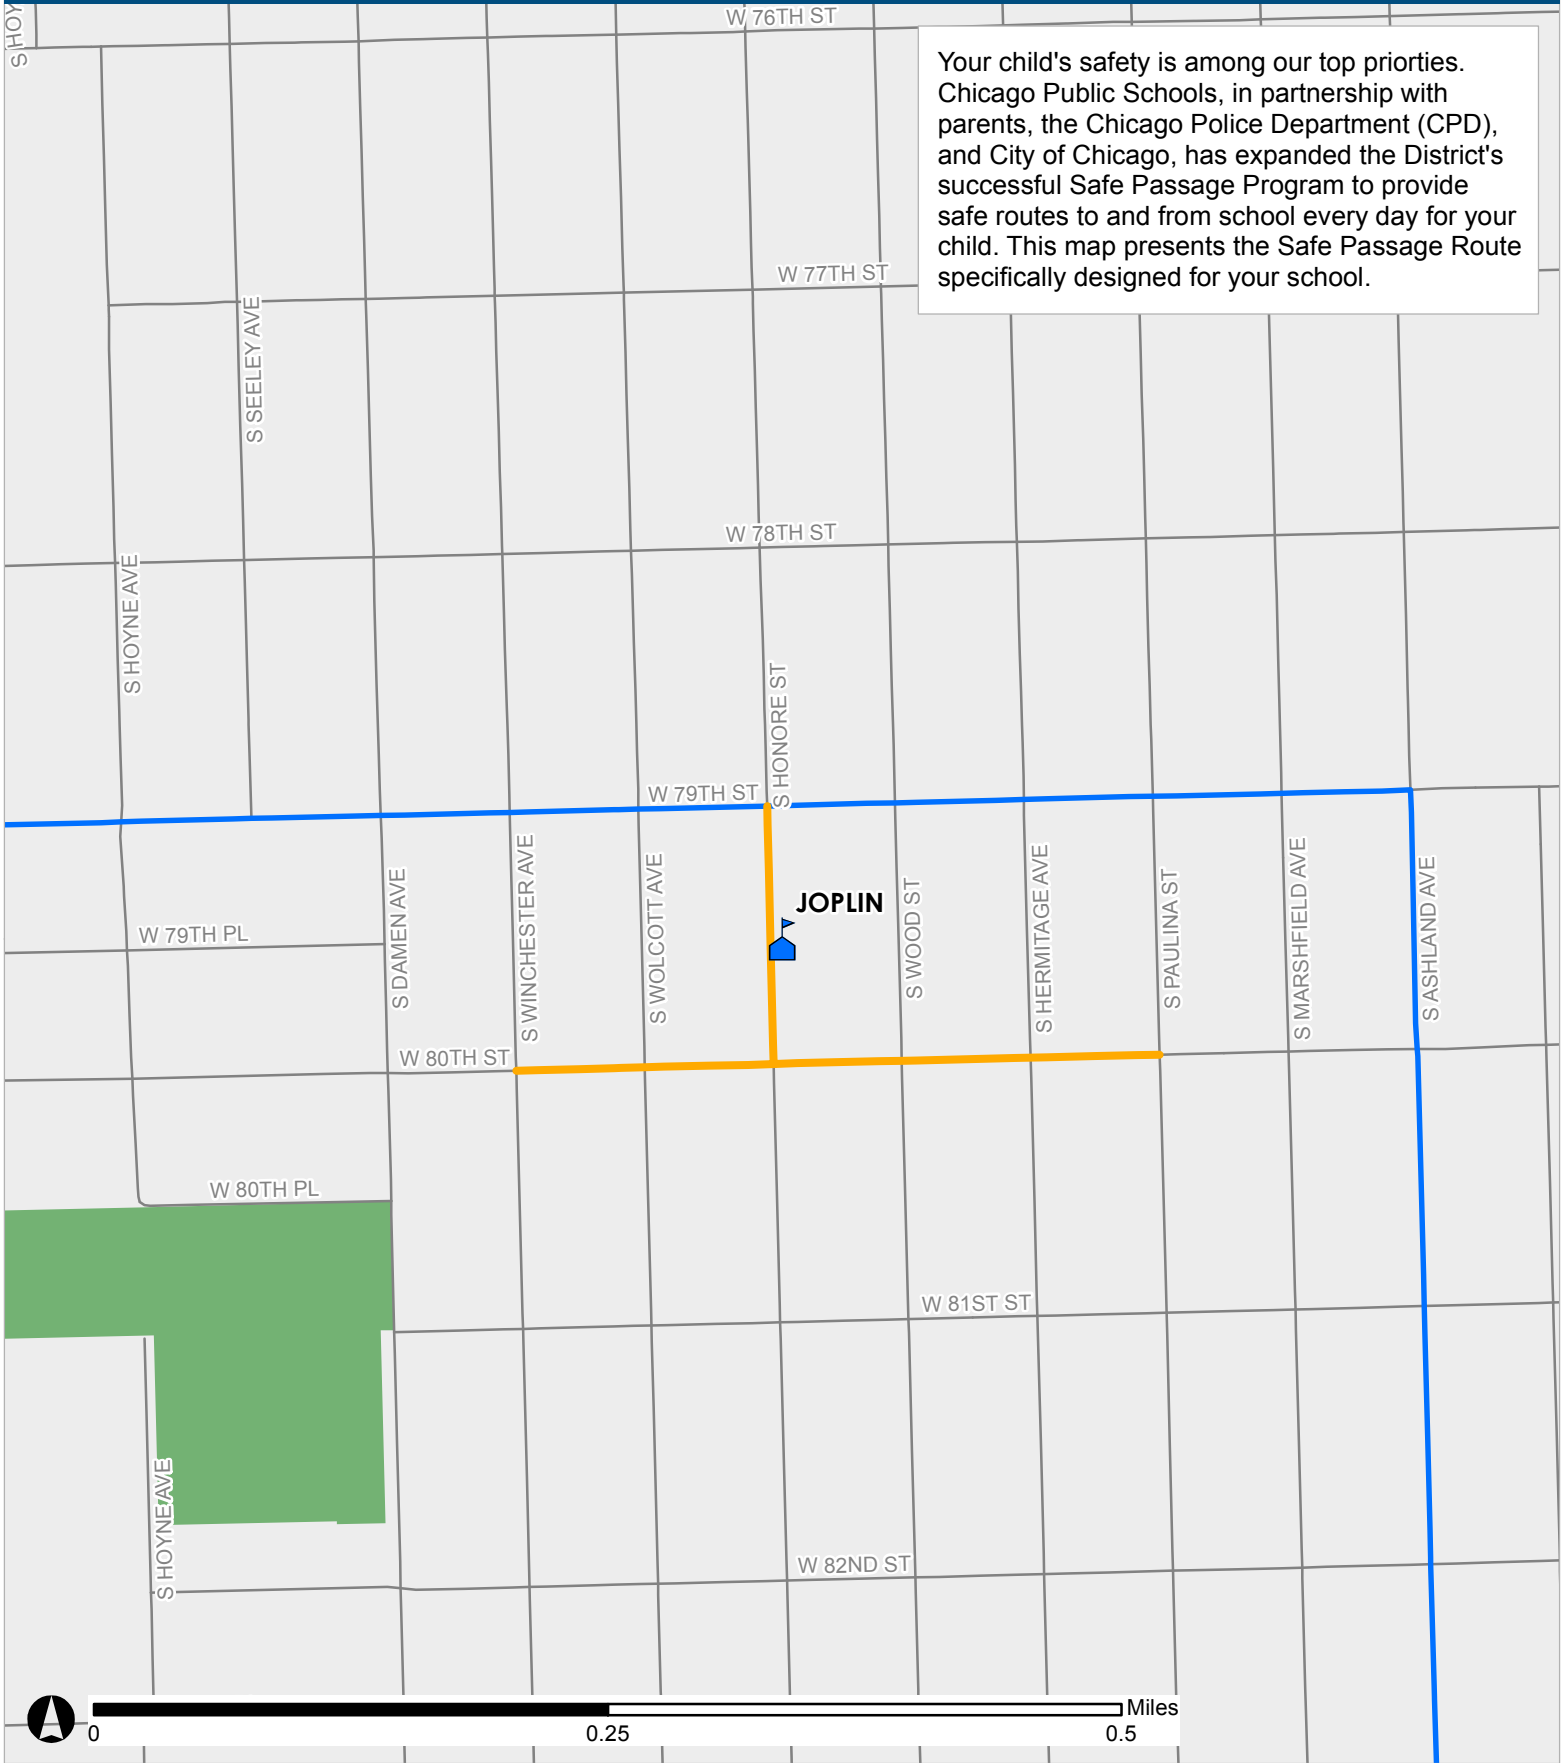 S HOY
W 76TH ST
Your child's safety is among our top priorties.
Chicago Public Schools, in partnership with
parents, the Chicago Police Department (CPD),
and City of Chicago, has expanded the District's
successful Safe Passage Program to provide
safe routes to and from school every day for your
child. This map presents the Safe Passage Route
specifically designed for your school.
W 77TH ST
S SEELEY AVE
W 78TH ST
S HOYNE AVE
S HONORE ST
W 79TH ST
S DAMEN AVE
S WINCHESTER AVE
S WOLCOTT AVE
JOPLIN
S WOOD ST
S HERMITAGE AVE
S PAULINA ST
S MARSHFIELD AVE
S ASHLAND AVE
W 79TH PL
W 80TH ST
W 80TH PL
W 81ST ST
S HOYNE AVE
W 82ND ST
Miles
0 0.25 0.5